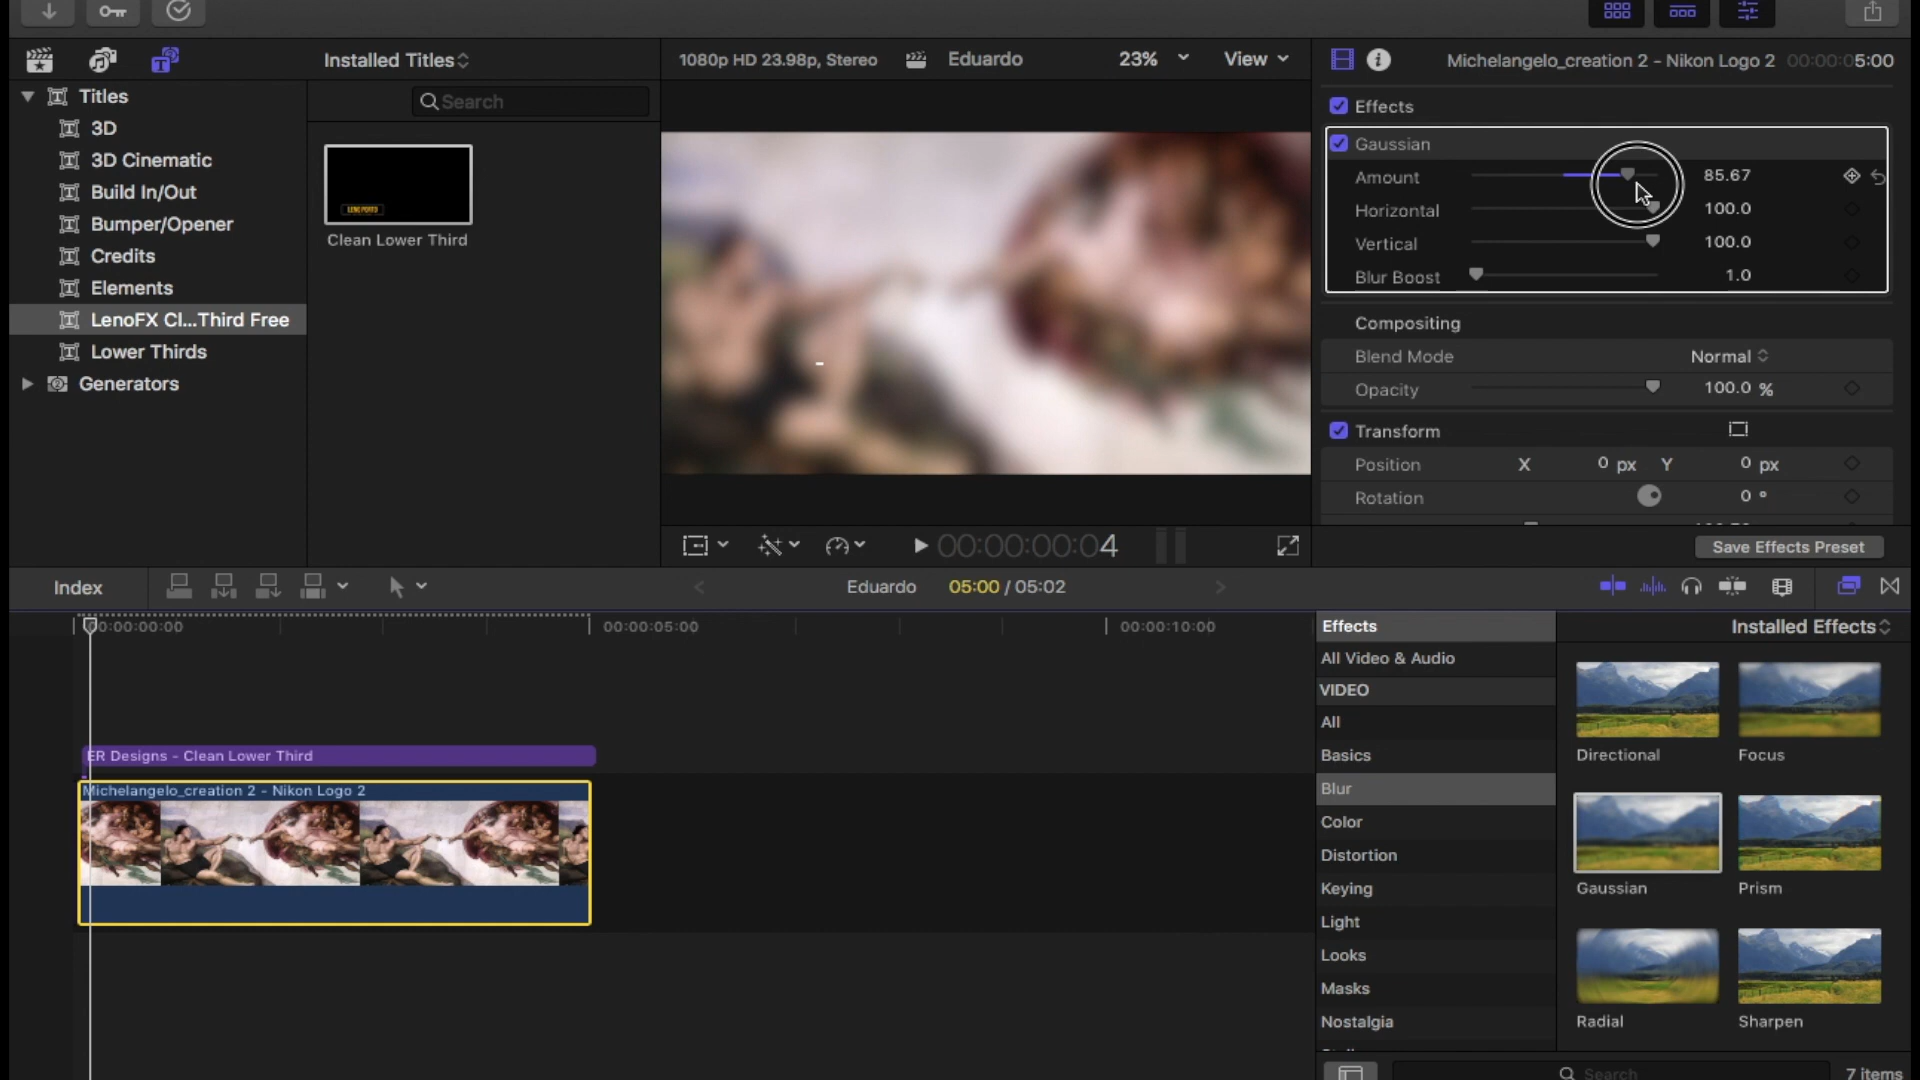 Installed Titles
1080p HD 23.98p, Stereo
Eduardo
23%
View
Michelangelo_creation 2 - Nikon Logo 2
00:00:05:00
Titles
3D
3D Cinematic
Build In/Out
Bumper/Opener
Credits
Elements
LenoFX Cl...Third Free
Lower Thirds
Generators
Search
Clean Lower Third
Effects
Gaussian
Amount 85.67
Horizontal 100.0
Vertical 100.0
Blur Boost 1.0
Compositing
Blend Mode Normal
Opacity 100.0 %
Transform
Position X 0 px Y 0 px
Rotation 0 °
00:00:00:04
Save Effects Preset
Index
Eduardo
05:00 / 05:02
00:00:00:00
00:00:05:00
00:00:10:00
ER Designs - Clean Lower Third
Michelangelo_creation 2 - Nikon Logo 2
Effects
All Video & Audio
VIDEO
All
Basics
Blur
Color
Distortion
Keying
Light
Looks
Masks
Nostalgia
Installed Effects
Directional
Focus
Gaussian
Prism
Radial
Sharpen
Search
7 items